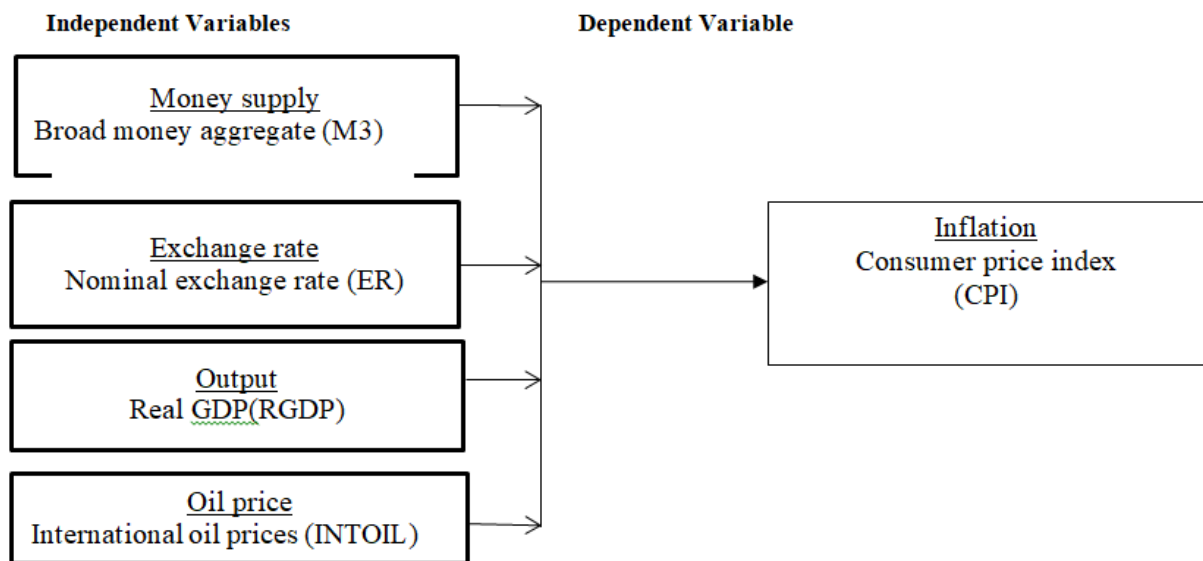 Independent Variables
Dependent Variable
Money supply
Broad money aggregate (M3)
Exchange rate
Nominal exchange rate (ER)
Output
Real GDP(RGDP)
Oil price
International oil prices (INTOIL)
Inflation
Consumer price index
(CPI)